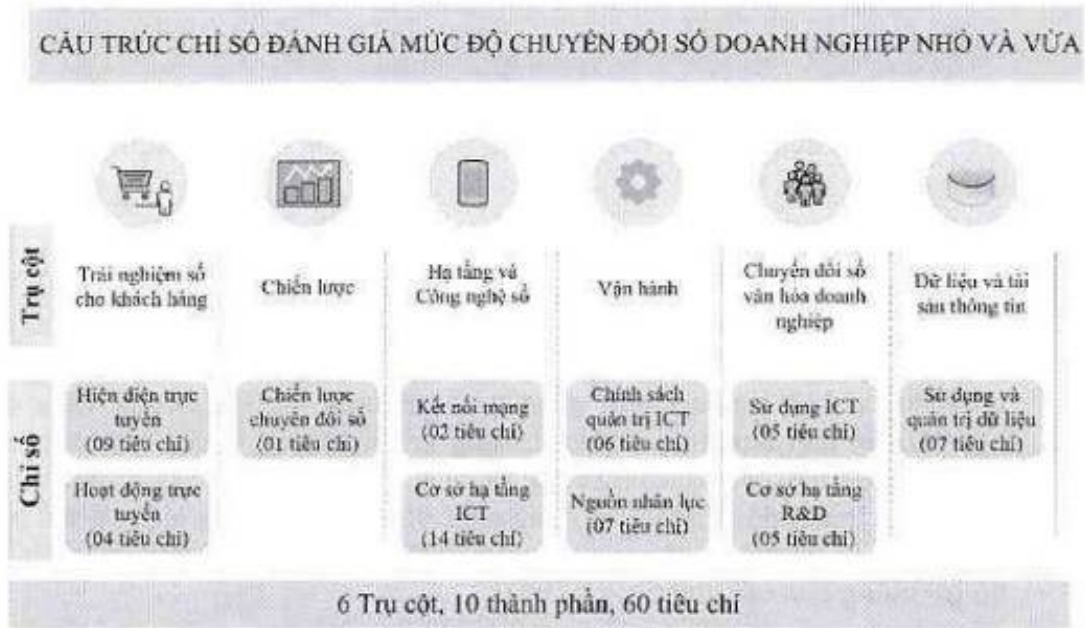 CẤU TRÚC CHỈ SỐ ĐÁNH GIÁ MỨC ĐỘ CHUYỂN ĐỔI SỐ DOANH NGHIỆP NHỎ VÀ VỪA
Trụ cột
Trải nghiệm số
cho khách hàng
Chiến lược
Hạ tầng và
Công nghệ số
Vận hành
Chuyển đổi số
văn hóa doanh
nghiệp
Dữ liệu và tài
sản thông tin
Chỉ số
Hiện diện trực
tuyến
(09 tiêu chí)
Chiến lược
chuyển đổi số
(01 tiêu chí)
Kết nối mạng
(02 tiêu chí)
Chính sách
quản trị ICT
(06 tiêu chí)
Sử dụng ICT
(05 tiêu chí)
Sử dụng và
quản trị dữ liệu
(07 tiêu chí)
Hoạt động trực
tuyến
(04 tiêu chí)
Cơ sở hạ tầng
ICT
(14 tiêu chí)
Nguồn nhân lực
(07 tiêu chí)
Cơ sở hạ tầng
R&D
(05 tiêu chí)
6 Trụ cột, 10 thành phần, 60 tiêu chí